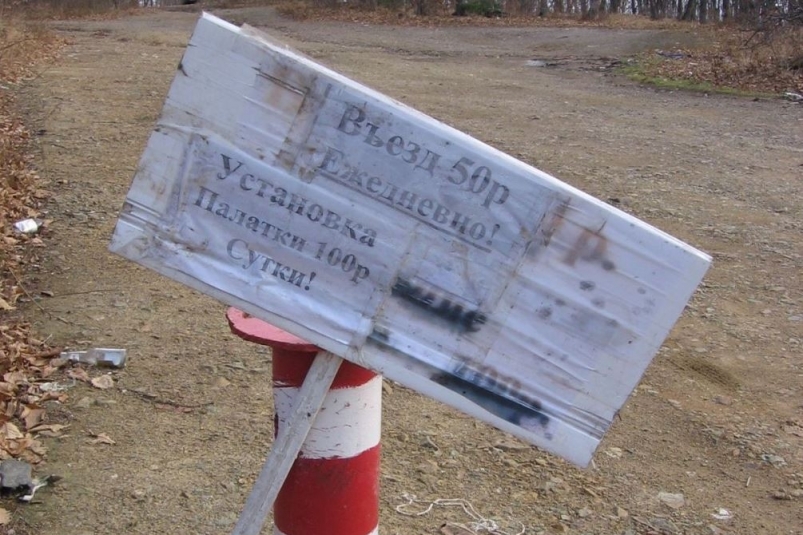 Въезд 50р
Ежедневно!
Установка
Палатки 100р
Сутки!